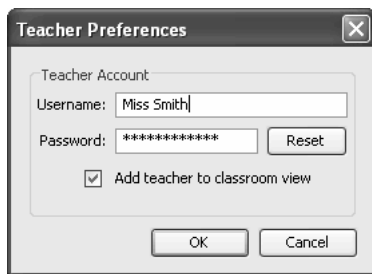 Teacher Preferences
Teacher Account
Username: Miss Smith
Password: ************ Reset
Add teacher to classroom view
OK Cancel